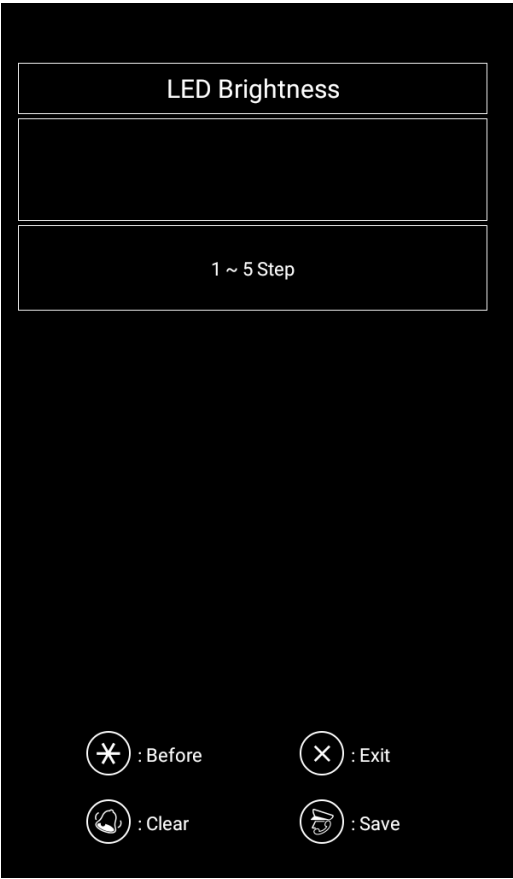 LED Brightness
1 ~ 5 Step
: Before
: Exit
: Clear
: Save